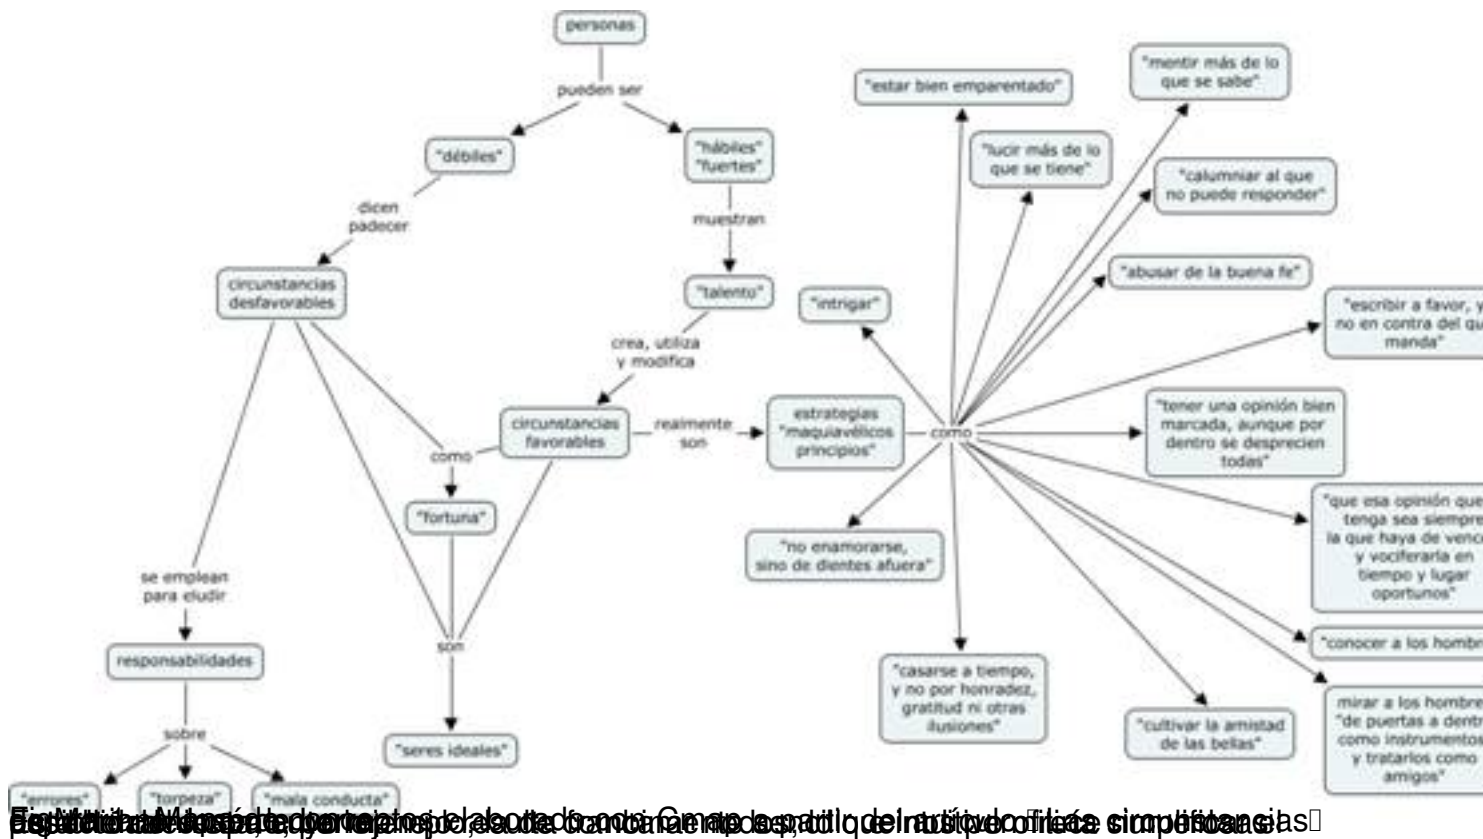 personas
pueden ser
"débiles"
"hábiles"
"fuertes"
dicen
padecer
muestran
circunstancias
desfavorables
"talento"
crea, utiliza
y modifica
circunstancias
favorables
realmente
son
estrategias
"maquiavélicos
principios"
como
"fortuna"
se emplean
para eludir
son
responsabilidades
"seres ideales"
sobre
"errores"
"torpeza"
"mala conducta"
como
"estar bien emparentado"
"mentir más de lo
que se sabe"
"lucir más de lo
que se tiene"
"calumniar al que
no puede responder"
"abusar de la buena fe"
"intrigar"
"escribir a favor, y
no en contra del
manda"
"tener una opinión bien
marcada, aunque por
dentro se desprecien
todas"
"que esa opinión
tenga sea siempre
la que haya de
y vociferarla en
tiempo y lugar
oportunos"
"no enamorarse,
sino de dientes afuera"
"conocer a los
"casarse a tiempo,
y no por honradez,
gratitud ni otras
ilusiones"
"cultivar la amistad
de las bellas"
mirar a los
"de puertas a
como instrumentos
y tratarlos como
amigos"